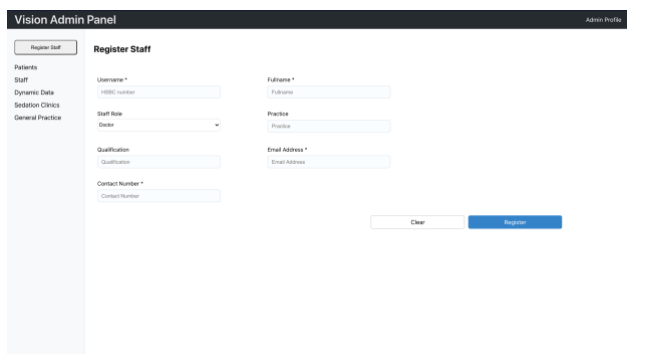 Vision Admin Panel
Admin Profile
Register Staff
Patients
Staff
Dynamic Data
Sedation Clinics
General Practice
Register Staff
Username *
Fullname *
HSBC number
Fullname
Staff Role
Practice
Doctor
Practice
Qualification
Email Address *
Qualification
Email Address
Contact Number *
Contact Number
Clear
Register